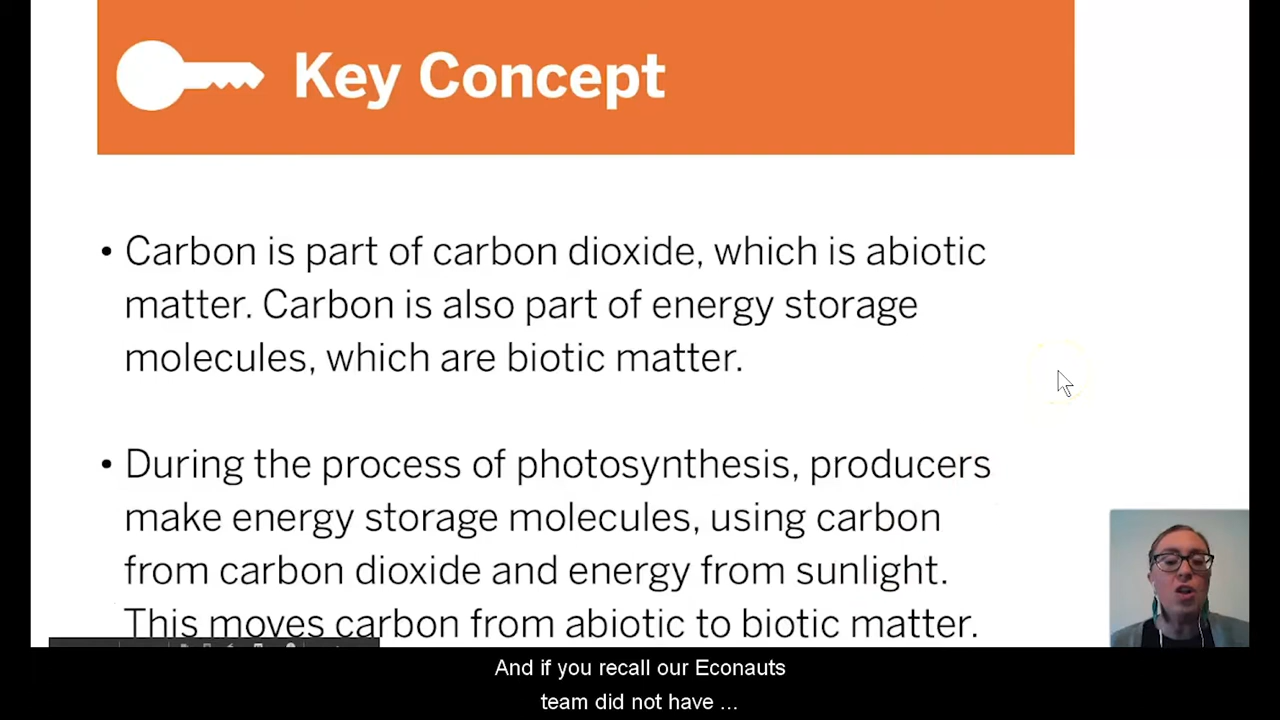 Key Concept
• Carbon is part of carbon dioxide, which is abiotic
matter. Carbon is also part of energy storage
molecules, which are biotic matter.
• During the process of photosynthesis, producers
make energy storage molecules, using carbon
from carbon dioxide and energy from sunlight.
This moves carbon from abiotic to biotic matter.
And if you recall our Econauts
team did not have ...